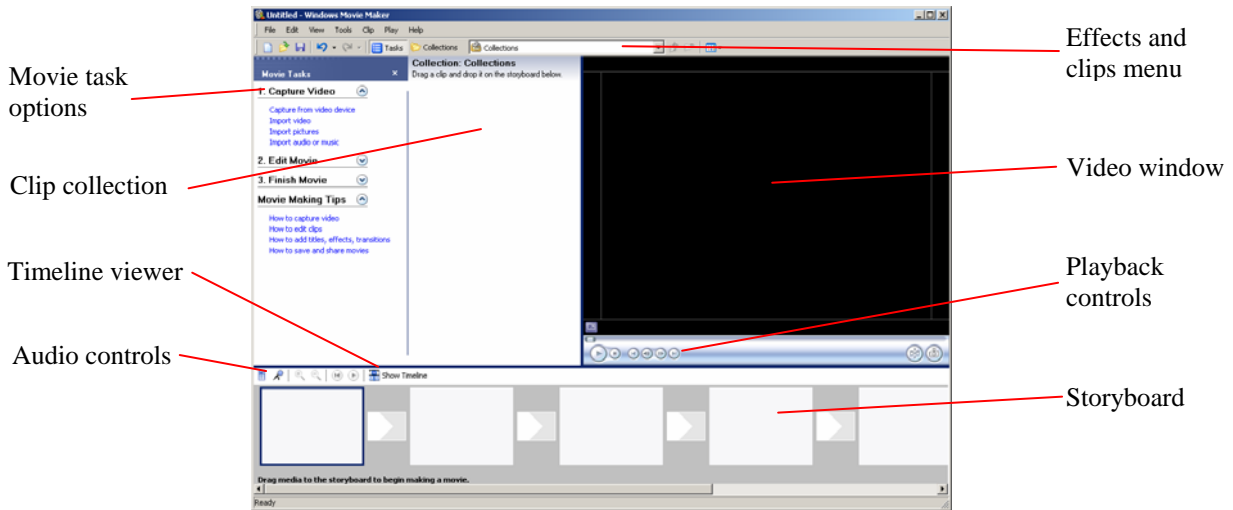 Untitled - Windows Movie Maker
File Edit View Tools Clip Play Help
Tasks Collections Collections
Effects and
clips menu
Movie task
options
Movie Tasks ×
Collection: Collections
Drag a clip and drop it on the storyboard below.
1. Capture Video
Capture from video device
Import video
Import pictures
Import audio or music
2. Edit Movie
3. Finish Movie
Movie Making Tips
How to capture video
How to edit clips
How to add titles, effects, transitions
How to save and share movies
Clip collection
Video window
Timeline viewer
Playback
controls
Audio controls
Show Timeline
Storyboard
Drag media to the storyboard to begin making a movie.
Ready